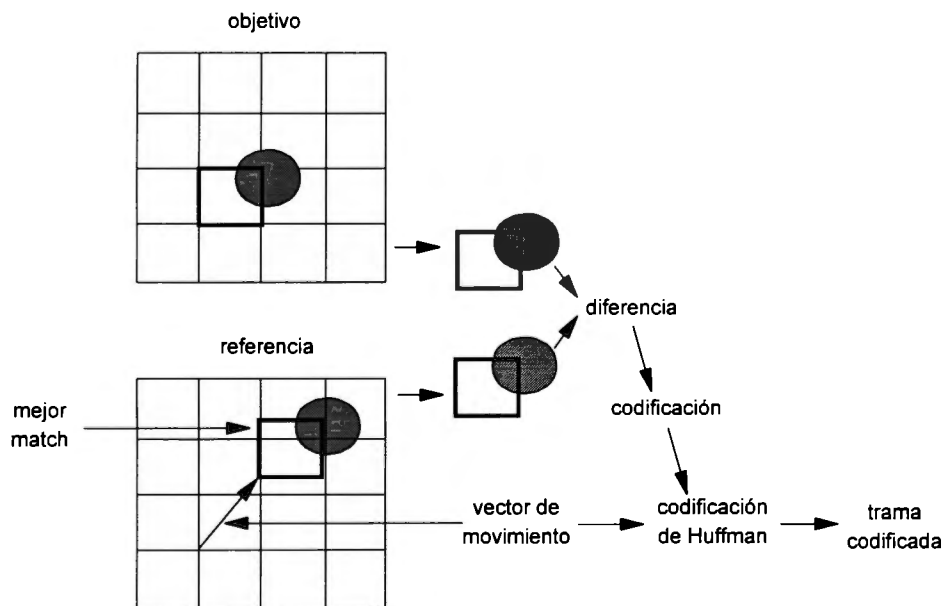 objetivo
diferencia
referencia
mejor
match
codificación
vector de
movimiento
codificación
de Huffman
trama
codificada